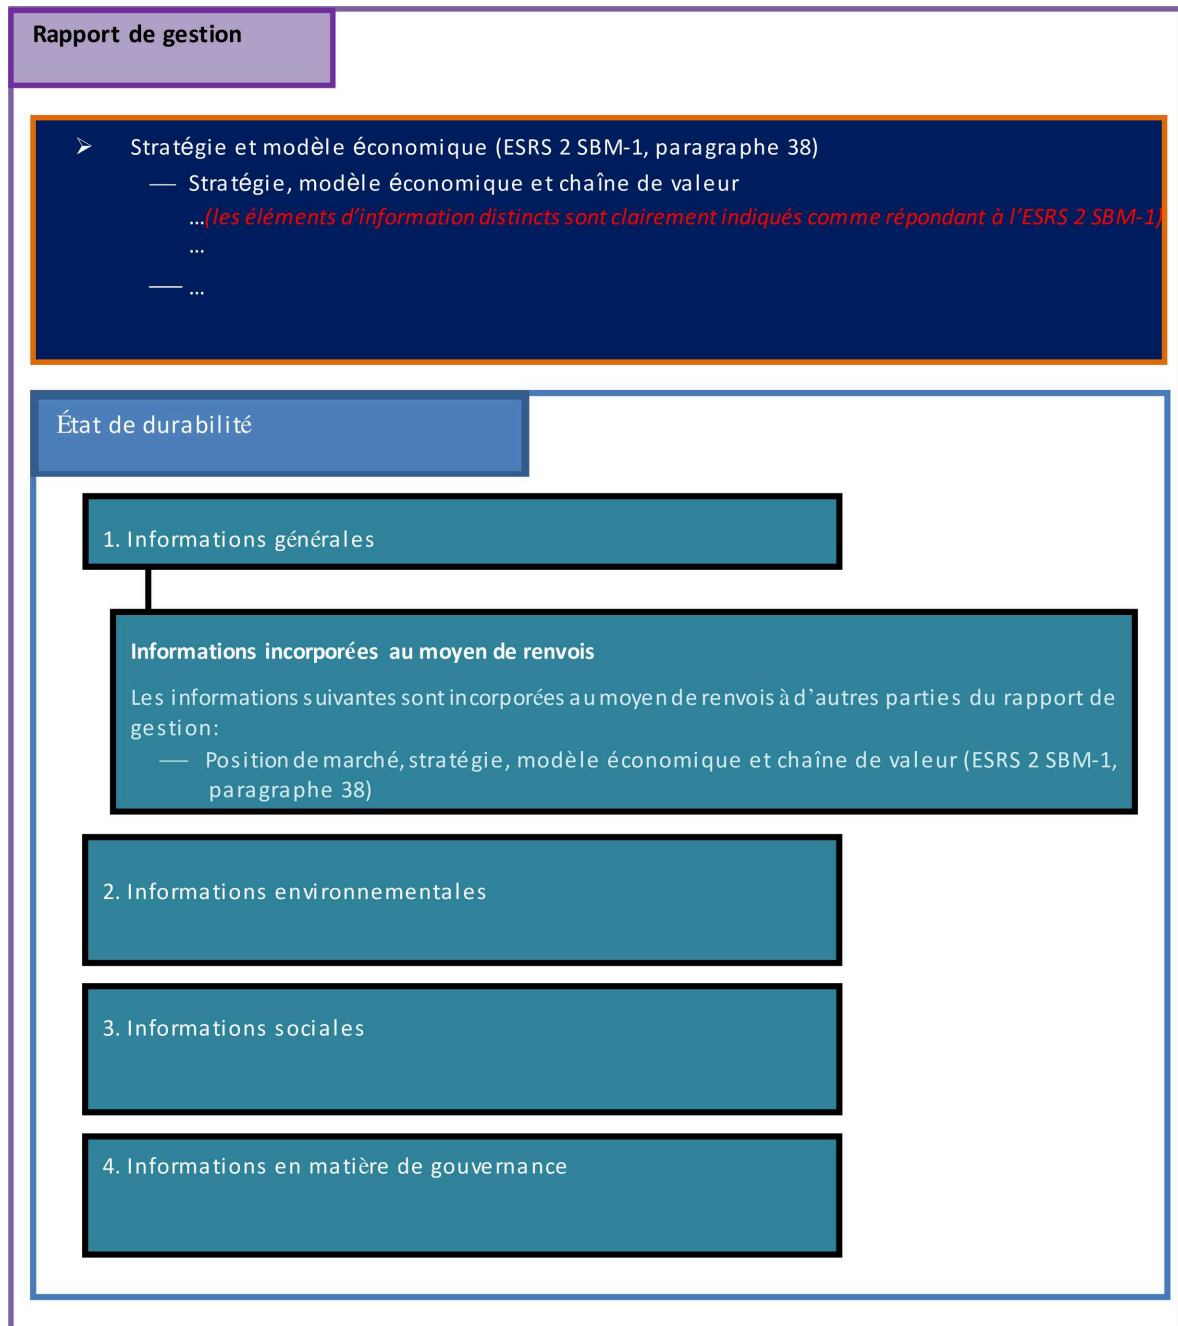 Rapport de gestion
➢ Stratégie et modèle économique (ESRS 2 SBM-1, paragraphe 38)
— Stratégie, modèle économique et chaîne de valeur
...(les éléments d’information distincts sont clairement indiqués comme répondant à l’ESRS 2 SBM-1)
...
— ...
État de durabilité
1. Informations générales
Informations incorporées au moyen de renvois
Les informations suivantes sont incorporées au moyen de renvois à d’autres parties du rapport de
gestion:
— Position de marché, stratégie, modèle économique et chaîne de valeur (ESRS 2 SBM-1,
paragraphe 38)
2. Informations environnementales
3. Informations sociales
4. Informations en matière de gouvernance